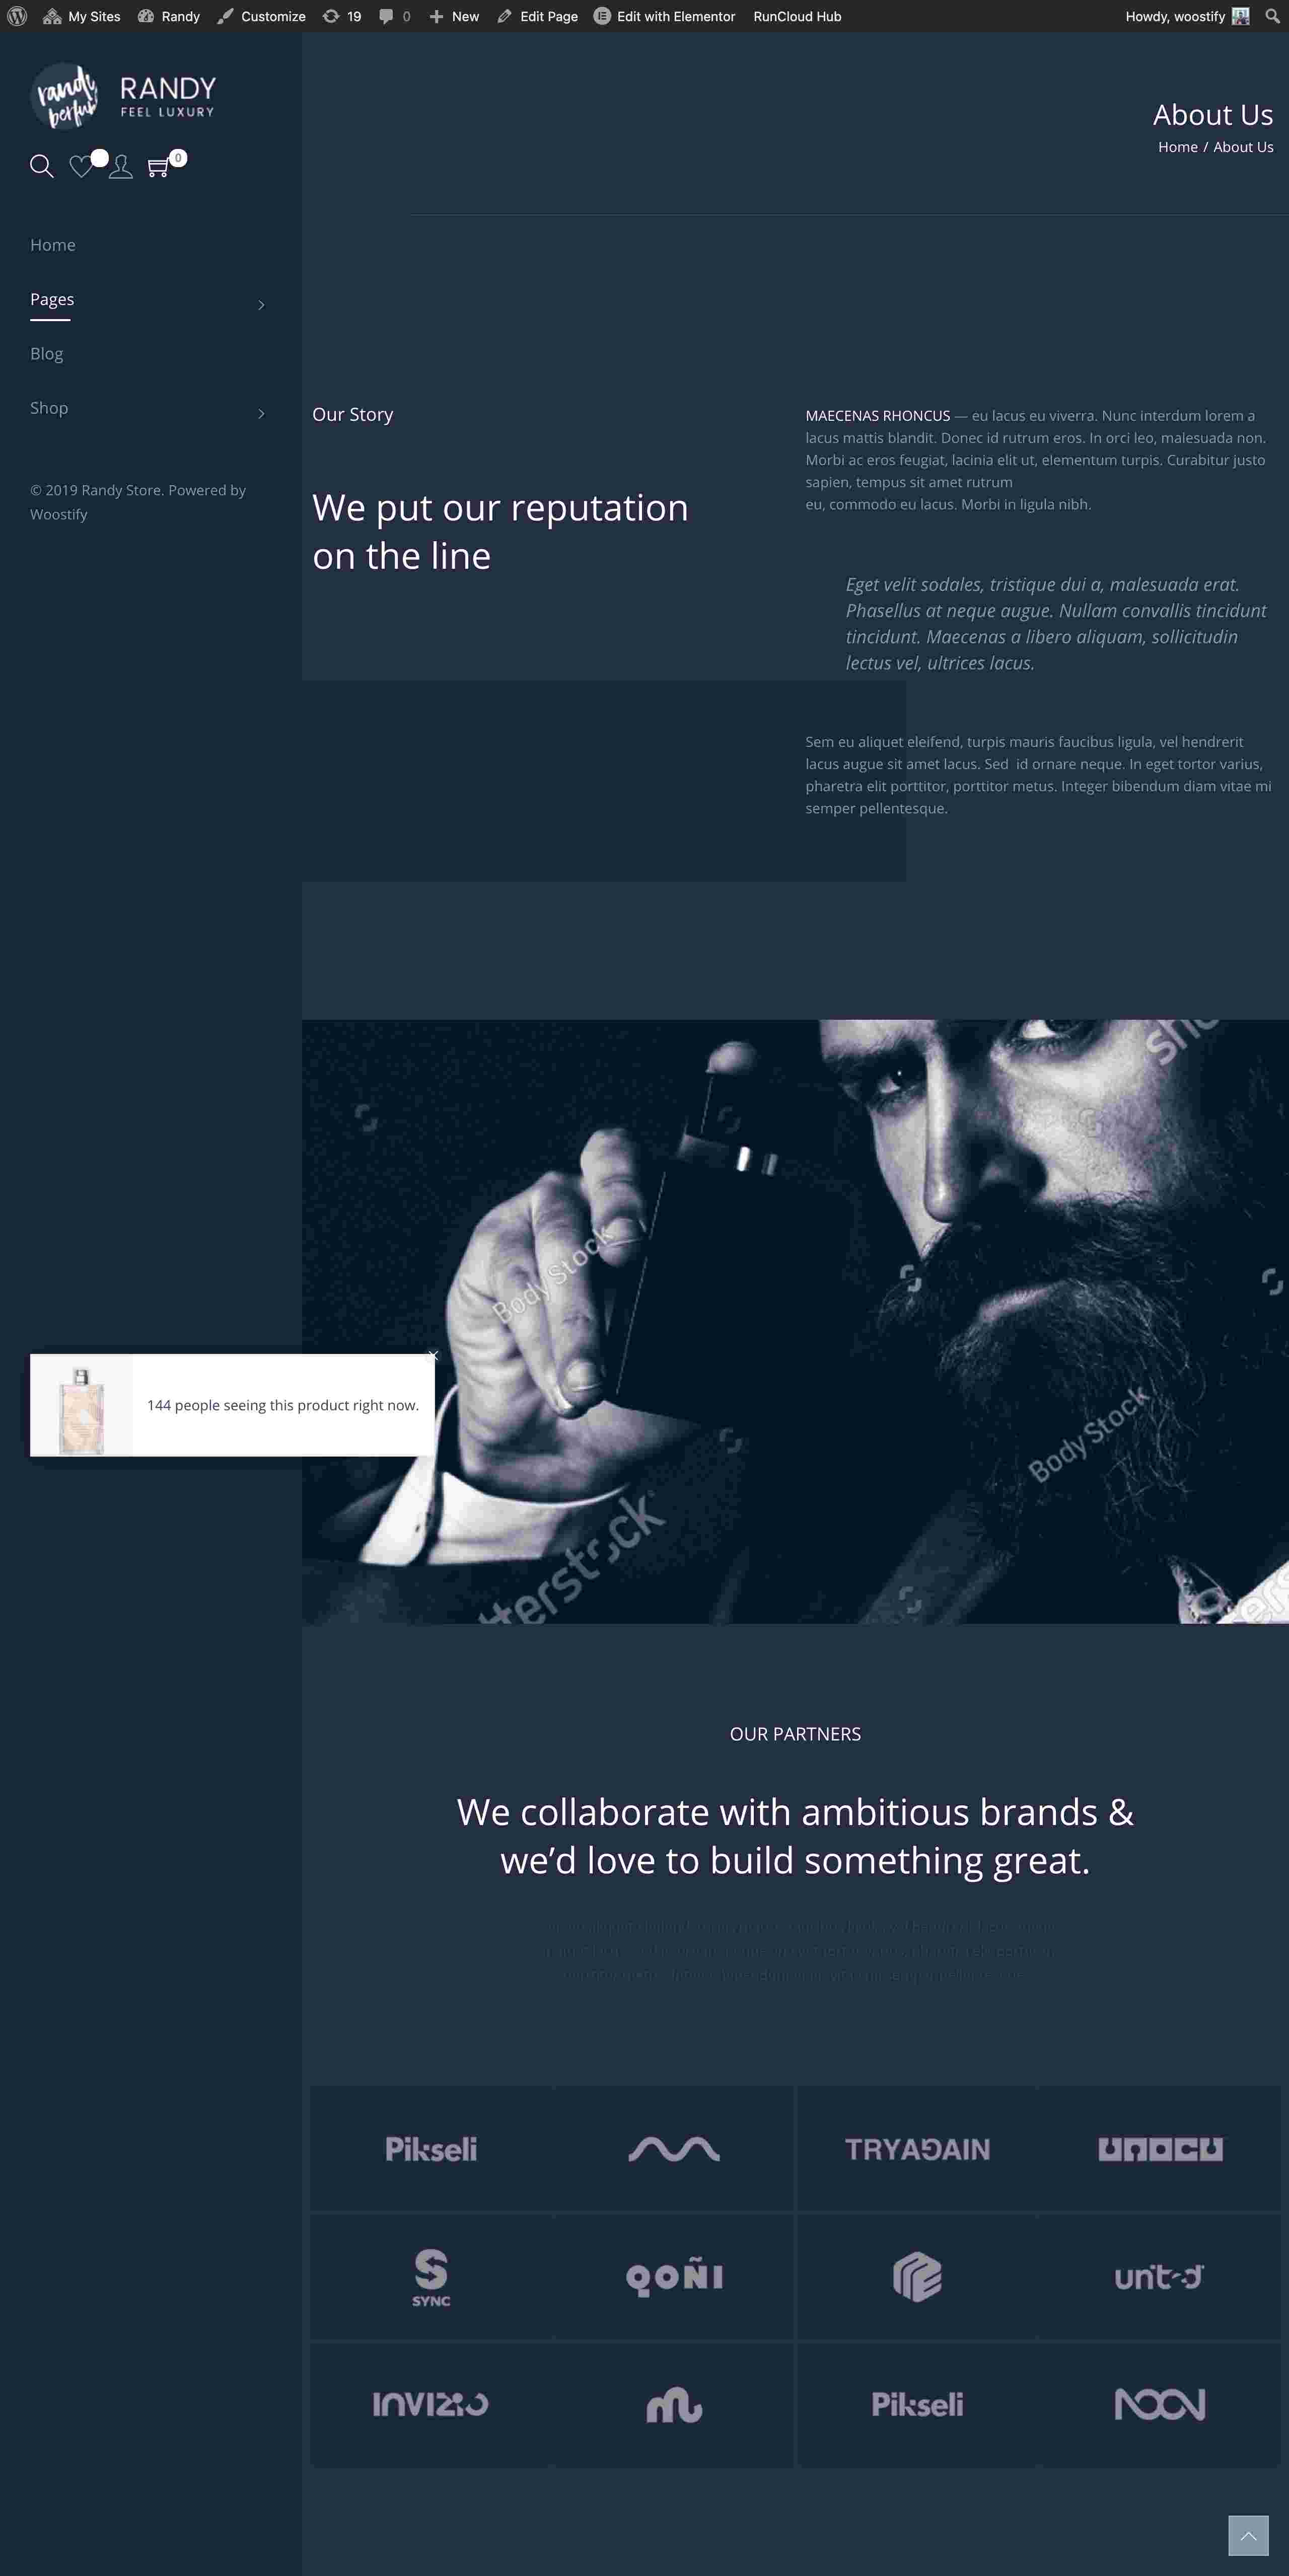 My Sites Randy Customize 19 0 New Edit Page Edit with Elementor RunCloud Hub Howdy, woostify
randy
RANDY
FEEL LUXURY
0
Home
Pages
Blog
Shop
© 2019 Randy Store. Powered by
Woostify
About Us
Home / About Us
Our Story
We put our reputation
on the line
MAECENAS RHONCUS — eu lacus eu viverra. Nunc interdum lorem a
lacus mattis blandit. Donec id rutrum eros. In orci leo, malesuada non.
Morbi ac eros feugiat, lacinia elit ut, elementum turpis. Curabitur justo
sapien, tempus sit amet rutrum
eu, commodo eu lacus. Morbi in ligula nibh.
Eget velit sodales, tristique dui a, malesuada erat.
Phasellus at neque augue. Nullam convallis tincidunt
tincidunt. Maecenas a libero aliquam, sollicitudin
lectus vel, ultrices lacus.
Sem eu aliquet eleifend, turpis mauris faucibus ligula, vel hendrerit
lacus augue sit amet lacus. Sed id ornare neque. In eget tortor varius,
pharetra elit porttitor, porttitor metus. Integer bibendum diam vitae mi
semper pellentesque.
Body Stock
Body Stock
144 people seeing this product right now.
OUR PARTNERS
We collaborate with ambitious brands &
we’d love to build something great.
Pikseli TRYAGAIN UNOCU
SYNC QOÑI united
INVIZIO Pikseli NOON